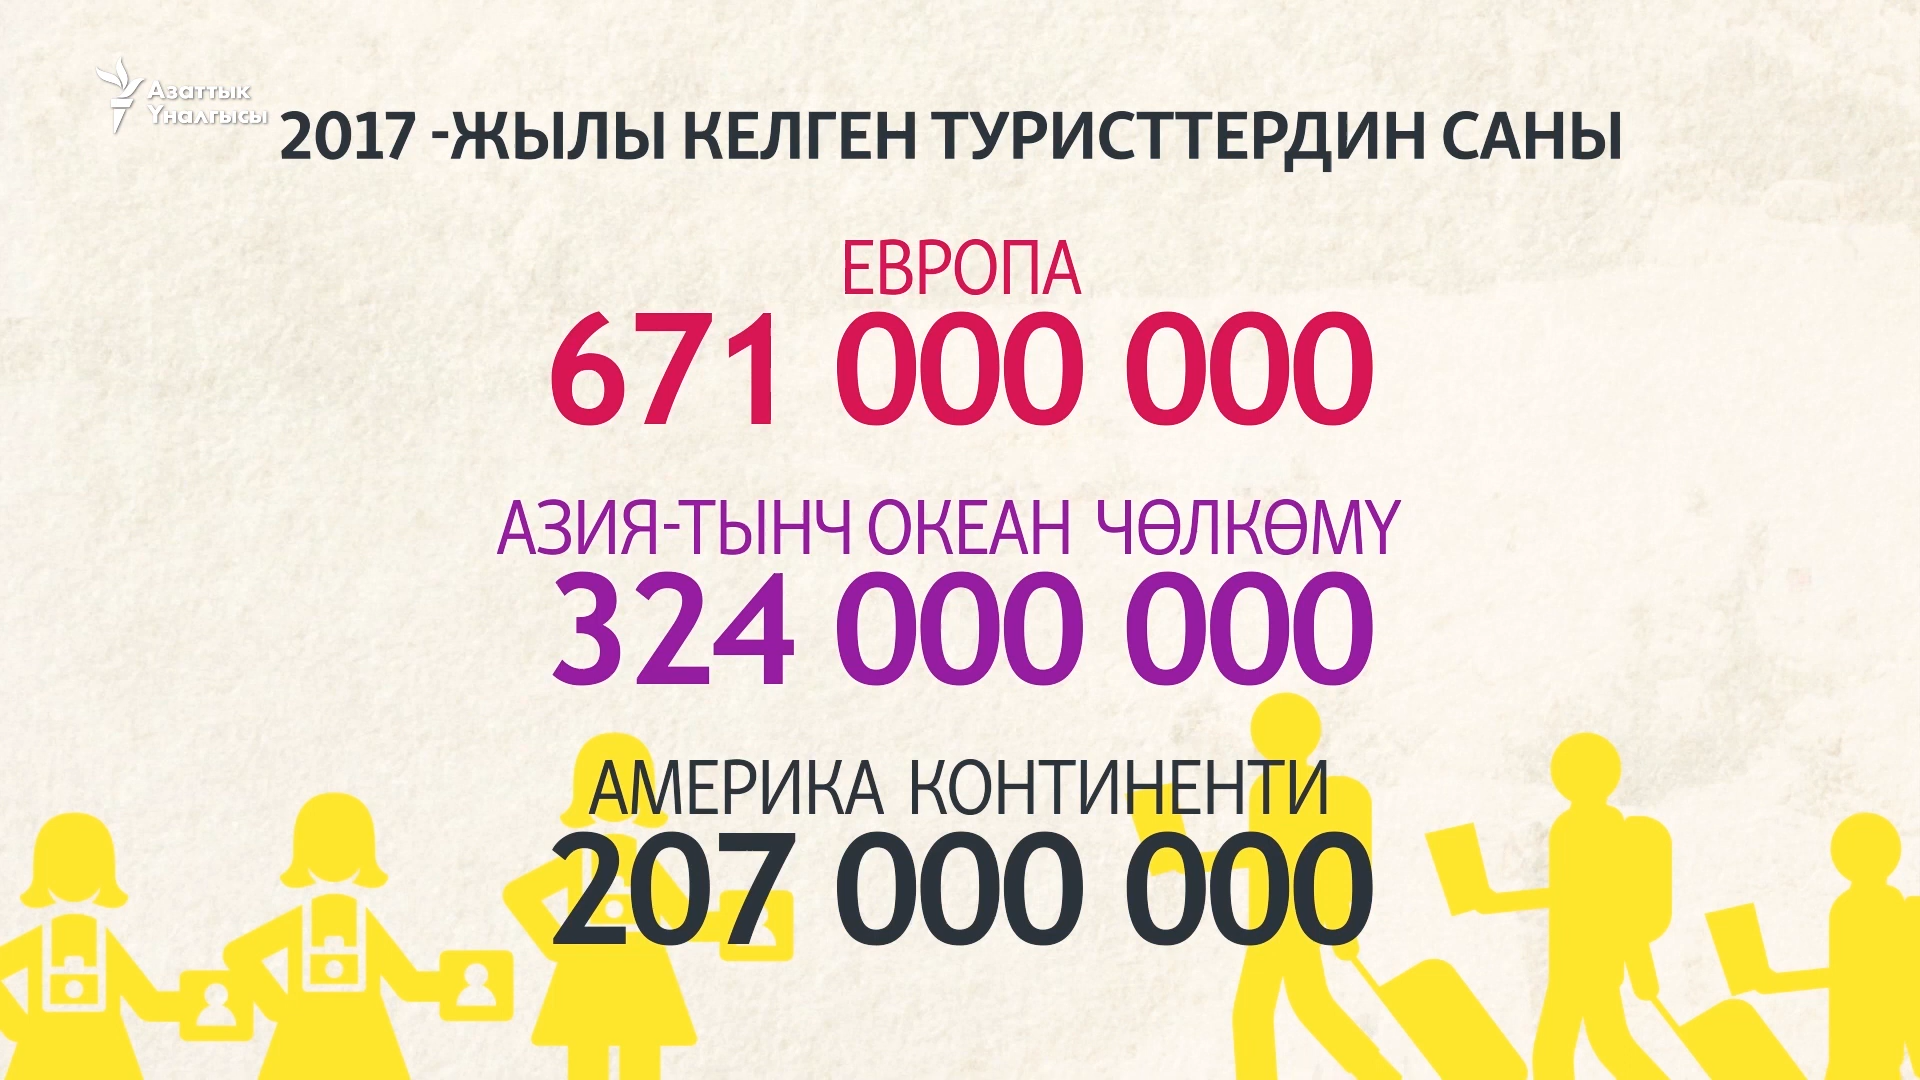 Азаттык
Үналгысы
2017 -ЖЫЛЫ КЕЛГЕН ТУРИСТТЕРДИН САНЫ
ЕВРОПА
671 000 000
АЗИЯ-ТЫНЧ ОКЕАН ЧӨЛКӨМҮ
324 000 000
АМЕРИКА КОНТИНЕНТИ
207 000 000